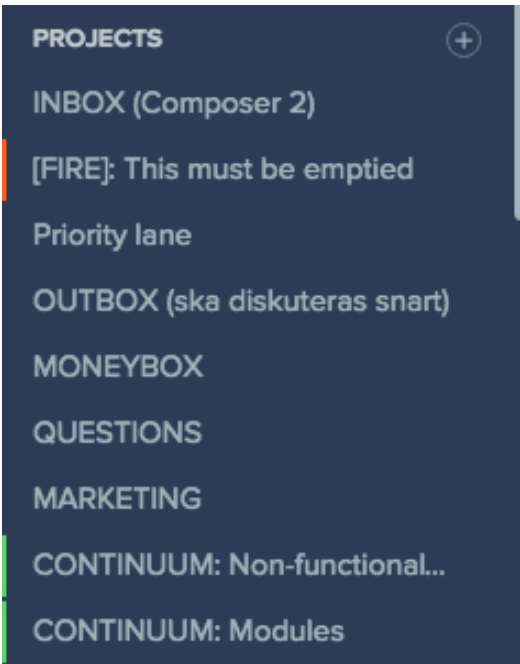 PROJECTS
INBOX (Composer 2)
[FIRE]: This must be emptied
Priority lane
OUTBOX (ska diskuteras snart)
MONEYBOX
QUESTIONS
MARKETING
CONTINUUM: Non-functional...
CONTINUUM: Modules